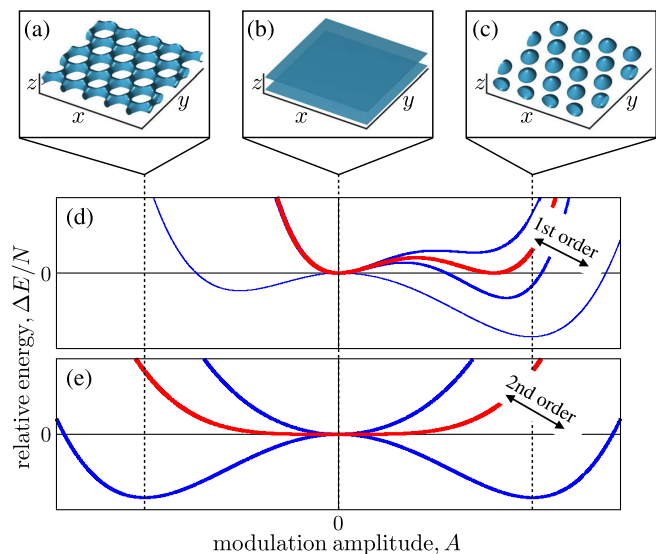 (a)
z
x
y
(b)
z
x
y
(c)
z
x
y
relative energy, ΔE/N
(d)
0
1st order
(e)
0
2nd order
0
modulation amplitude, A